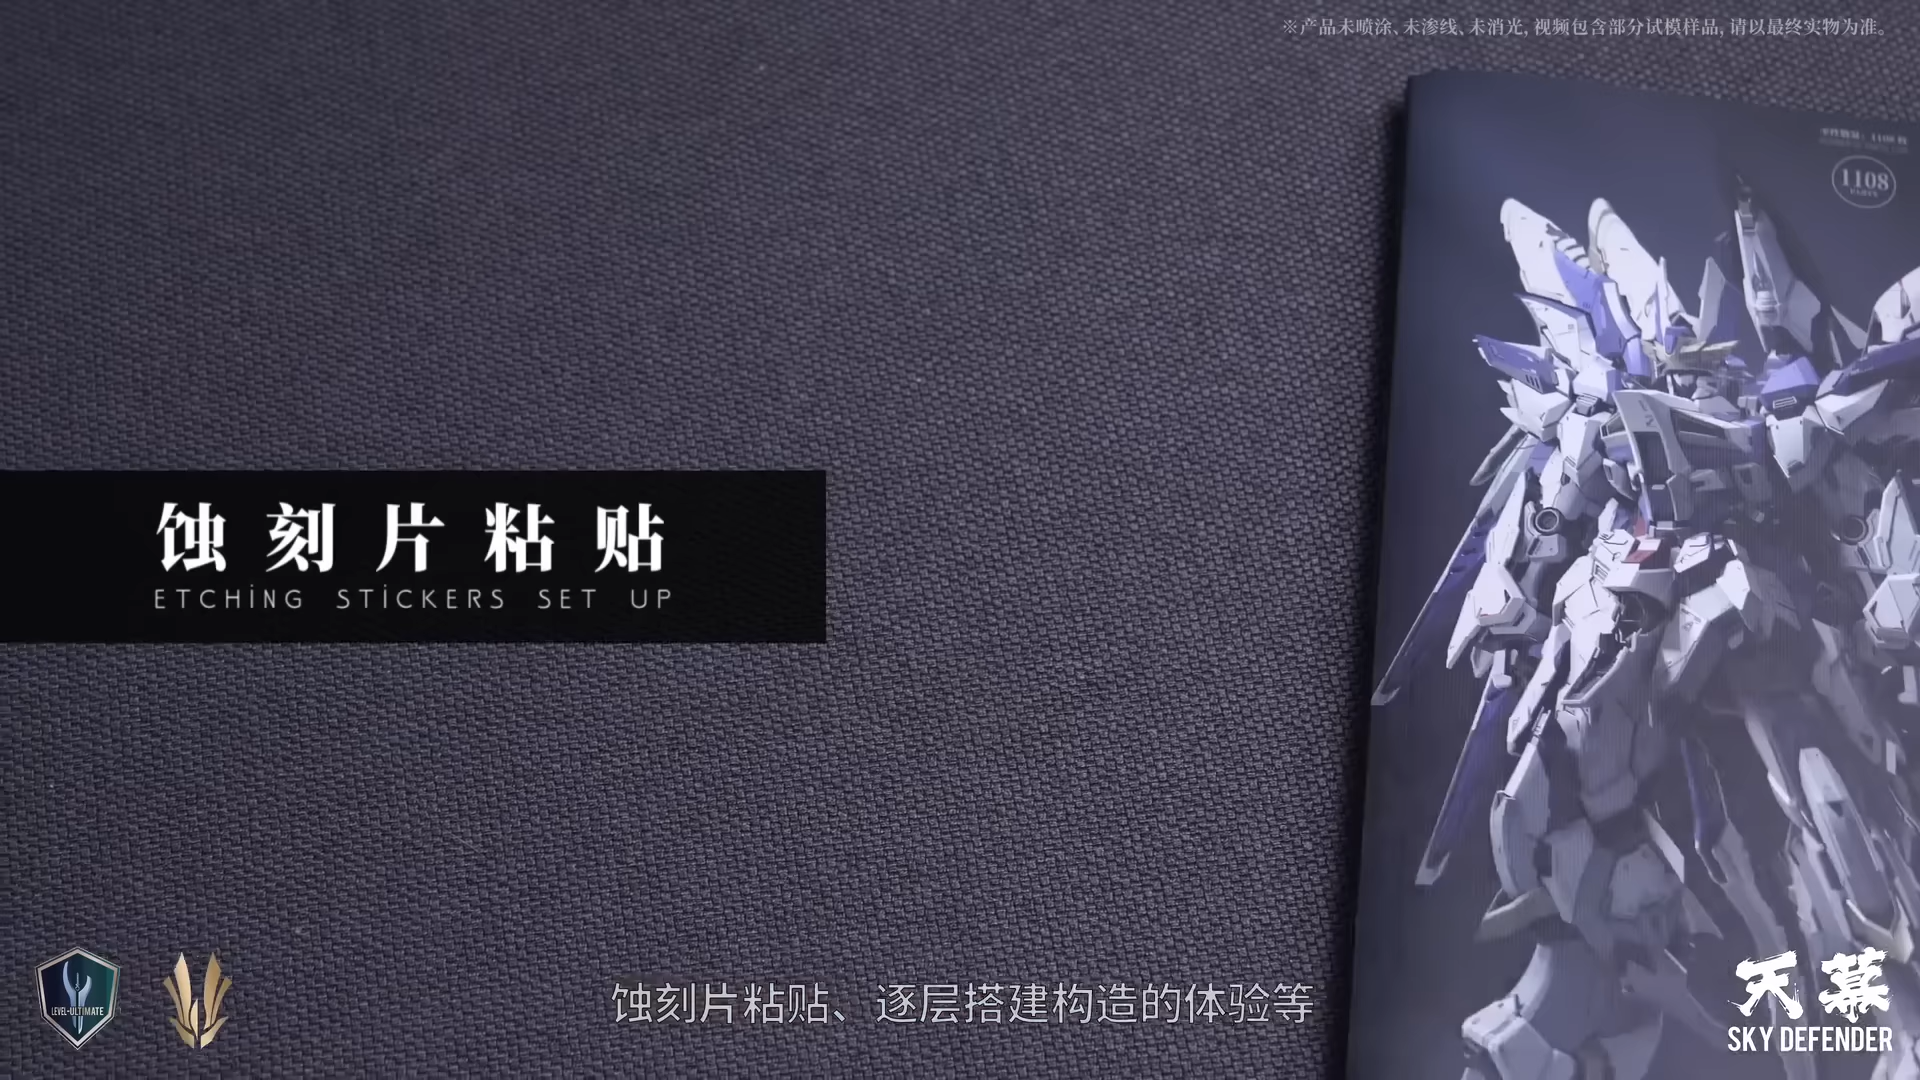 ※产品未喷涂、未渗线、未消光,视频包含部分试模样品,请以最终实物为准。
1108
蚀刻片粘贴
ETCHING STICKERS SET UP
蚀刻片粘贴、逐层搭建构造的体验等
LEVEL-ULTIMATE
天幕
SKY DEFENDER